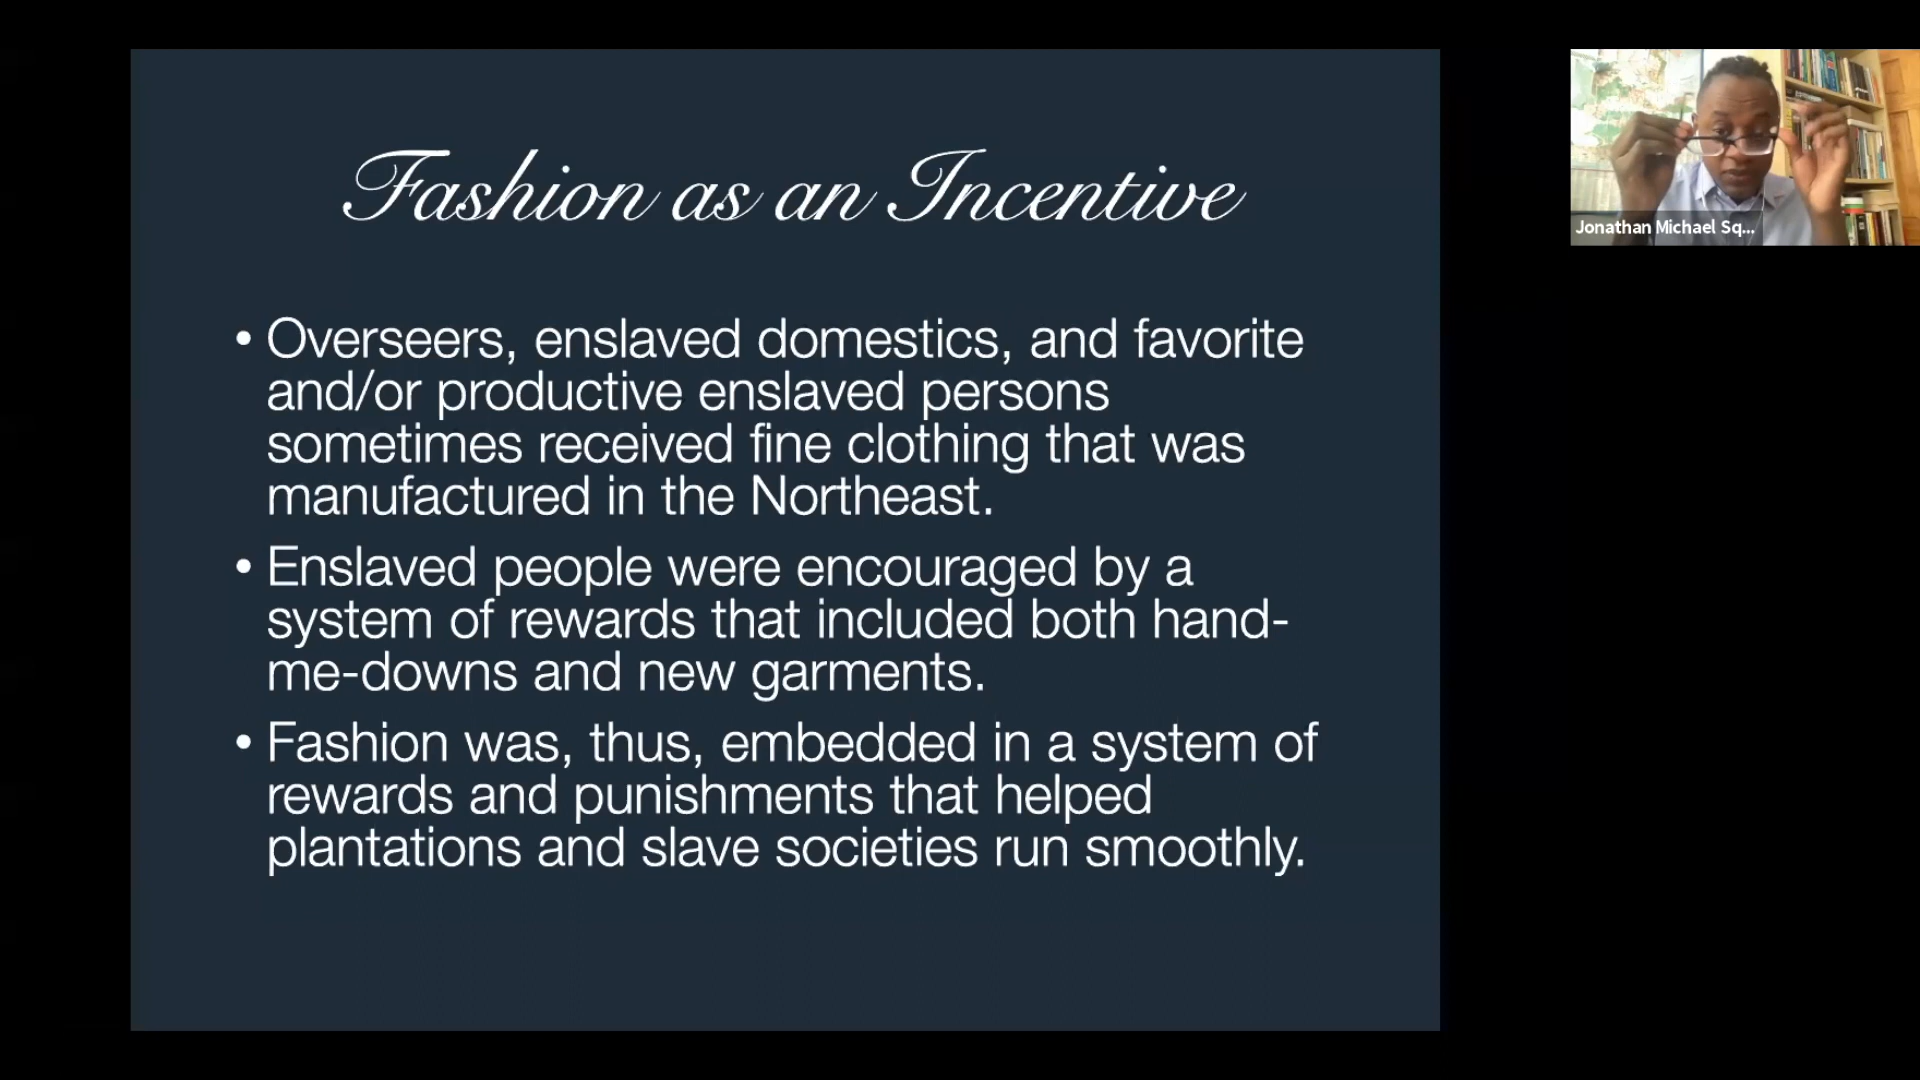 Fashion as an Incentive
• Overseers, enslaved domestics, and favorite
and/or productive enslaved persons
sometimes received fine clothing that was
manufactured in the Northeast.
• Enslaved people were encouraged by a
system of rewards that included both hand-
me-downs and new garments.
• Fashion was, thus, embedded in a system of
rewards and punishments that helped
plantations and slave societies run smoothly.
Jonathan Michael Sq...